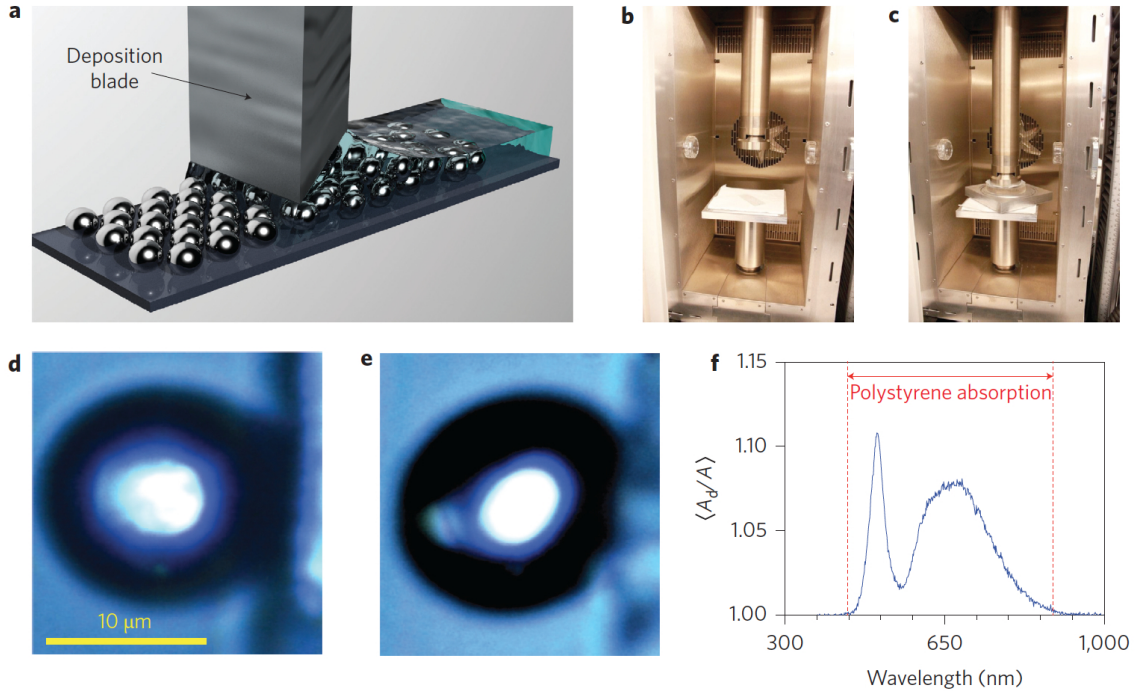 a
Deposition
blade
b
c
d
10 μm
e
f
1.15
1.10
1.05
1.00
⟨Ad/A⟩
Polystyrene absorption
300
650
1,000
Wavelength (nm)